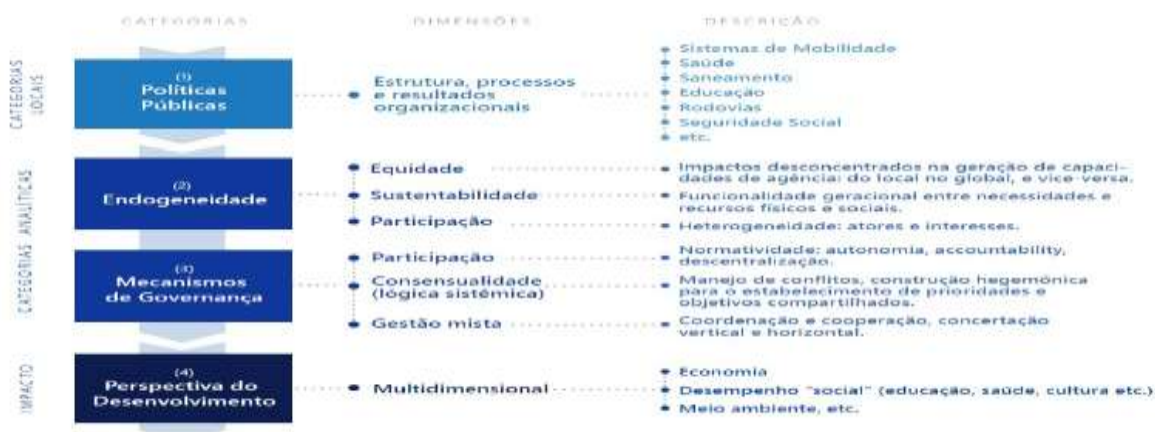 CATEGORIAS
DIMENSÕES
DESCRIÇÃO
CATEGORIAS
LOCAIS
(1)
Políticas
Públicas
Estrutura, processos
e resultados
organizacionais
Sistemas de Mobilidade
Saúde
Saneamento
Educação
Rodovias
Seguridade Social
etc.
CATEGORIAS ANALÍTICAS
(2)
Endogeneidade
Equidade
Impactos desconcentrados na geração de capaci-
dades de agência: do local no global, e vice-versa.
Sustentabilidade
Funcionalidade geracional entre necessidades e
recursos físicos e sociais.
Participação
Heterogeneidade: atores e interesses.
(3)
Mecanismos
de Governança
Participação
Normatividade: autonomia, accountability,
descentralização.
Consensualidade
(lógica sistêmica)
Manejo de conflitos, construção hegemônica
para o estabelecimento de prioridades e
objetivos compartilhados.
Gestão mista
Coordenação e cooperação, concertação
vertical e horizontal.
IMPACTO
(4)
Perspectiva do
Desenvolvimento
Multidimensional
Economia
Desempenho "social" (educação, saúde, cultura etc.)
Meio ambiente, etc.